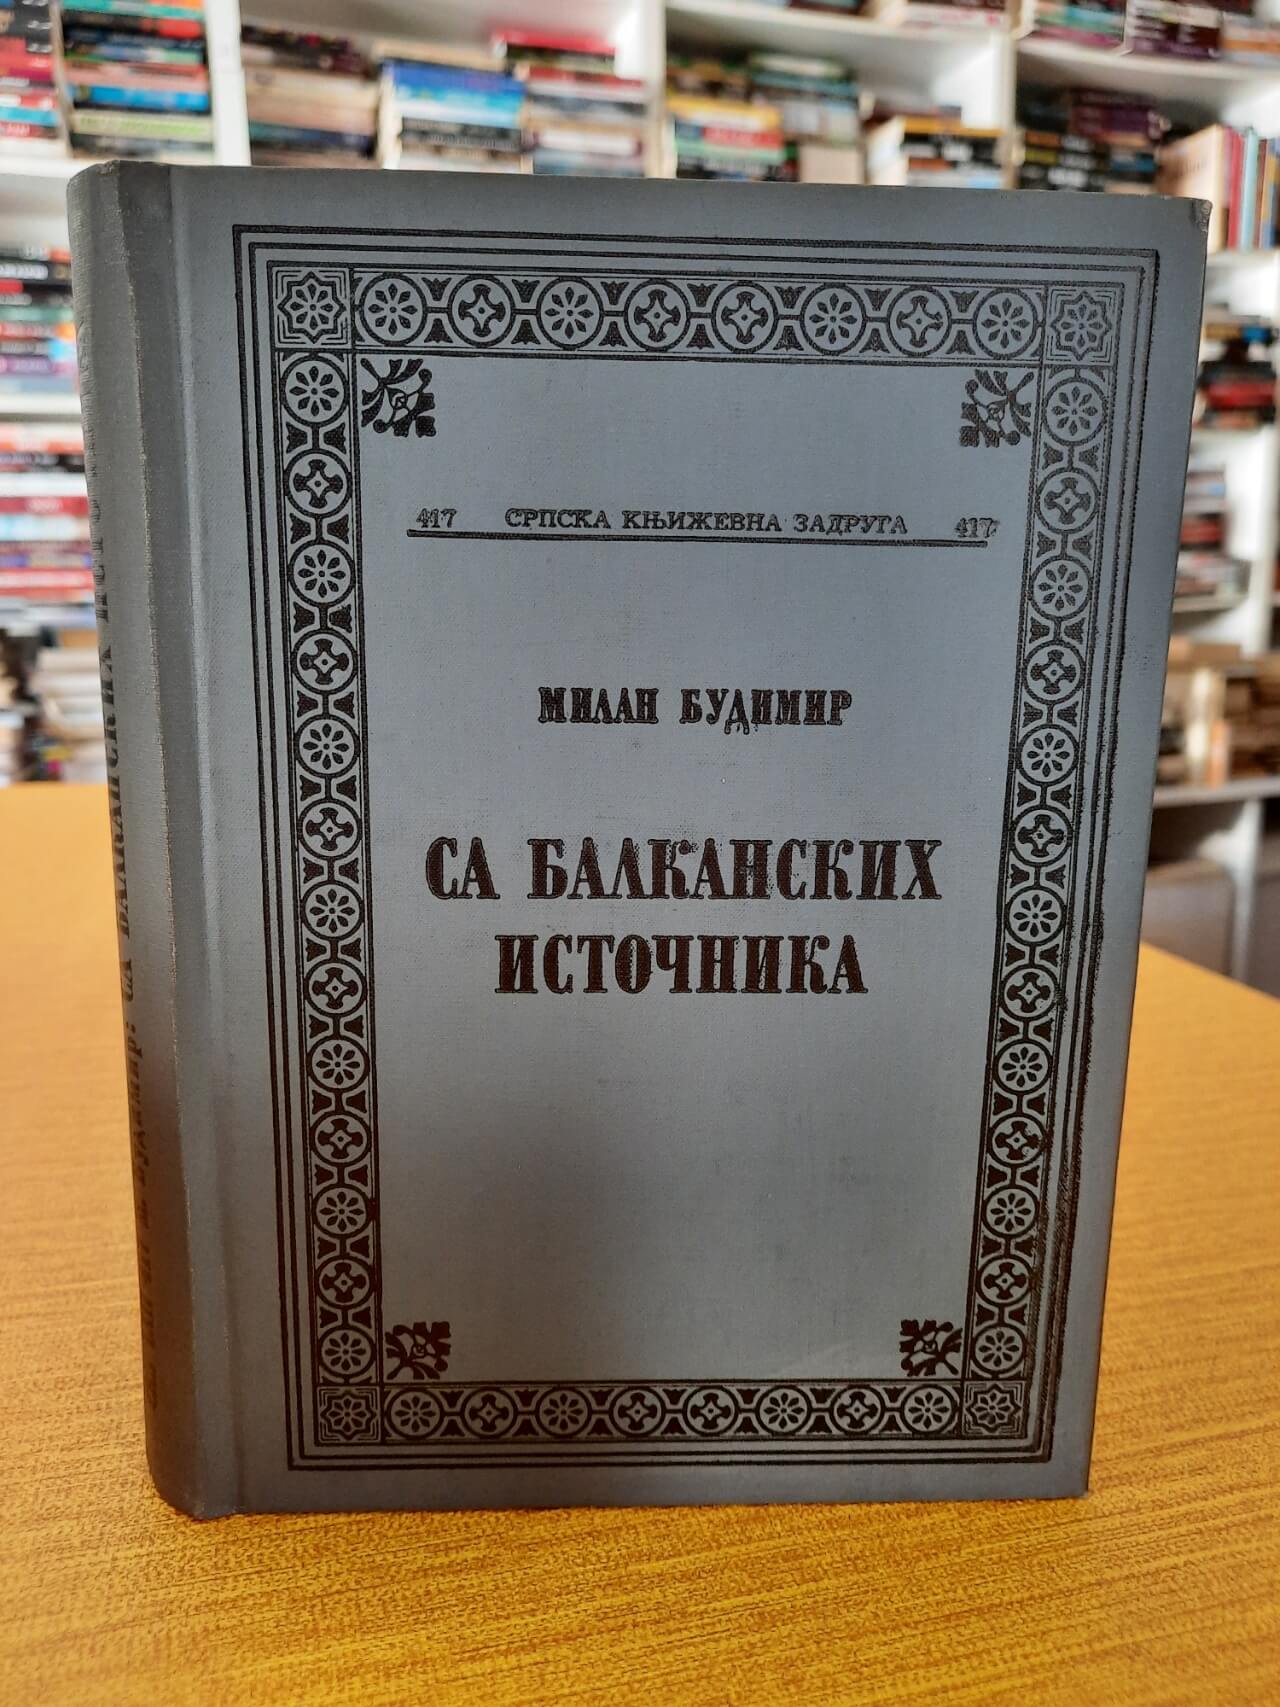 417 СРПСКА КЊИЖЕВНА ЗАДРУГА 417
МИЛАН БУДИМИР
СА БАЛКАНСКИХ
ИСТОЧНИКА